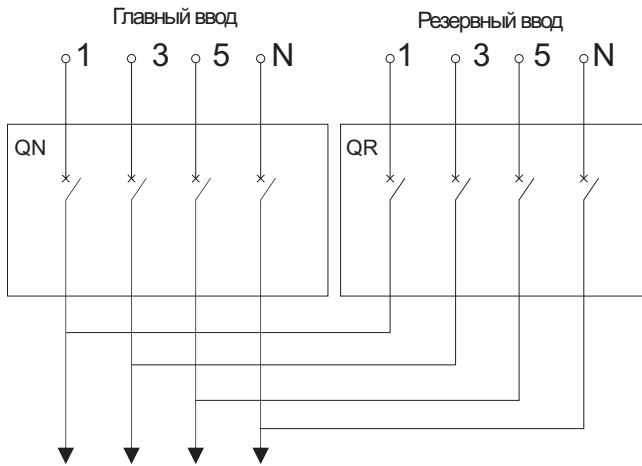 Главный ввод
Резервный ввод
1 3 5 N
1 3 5 N
QN
QR